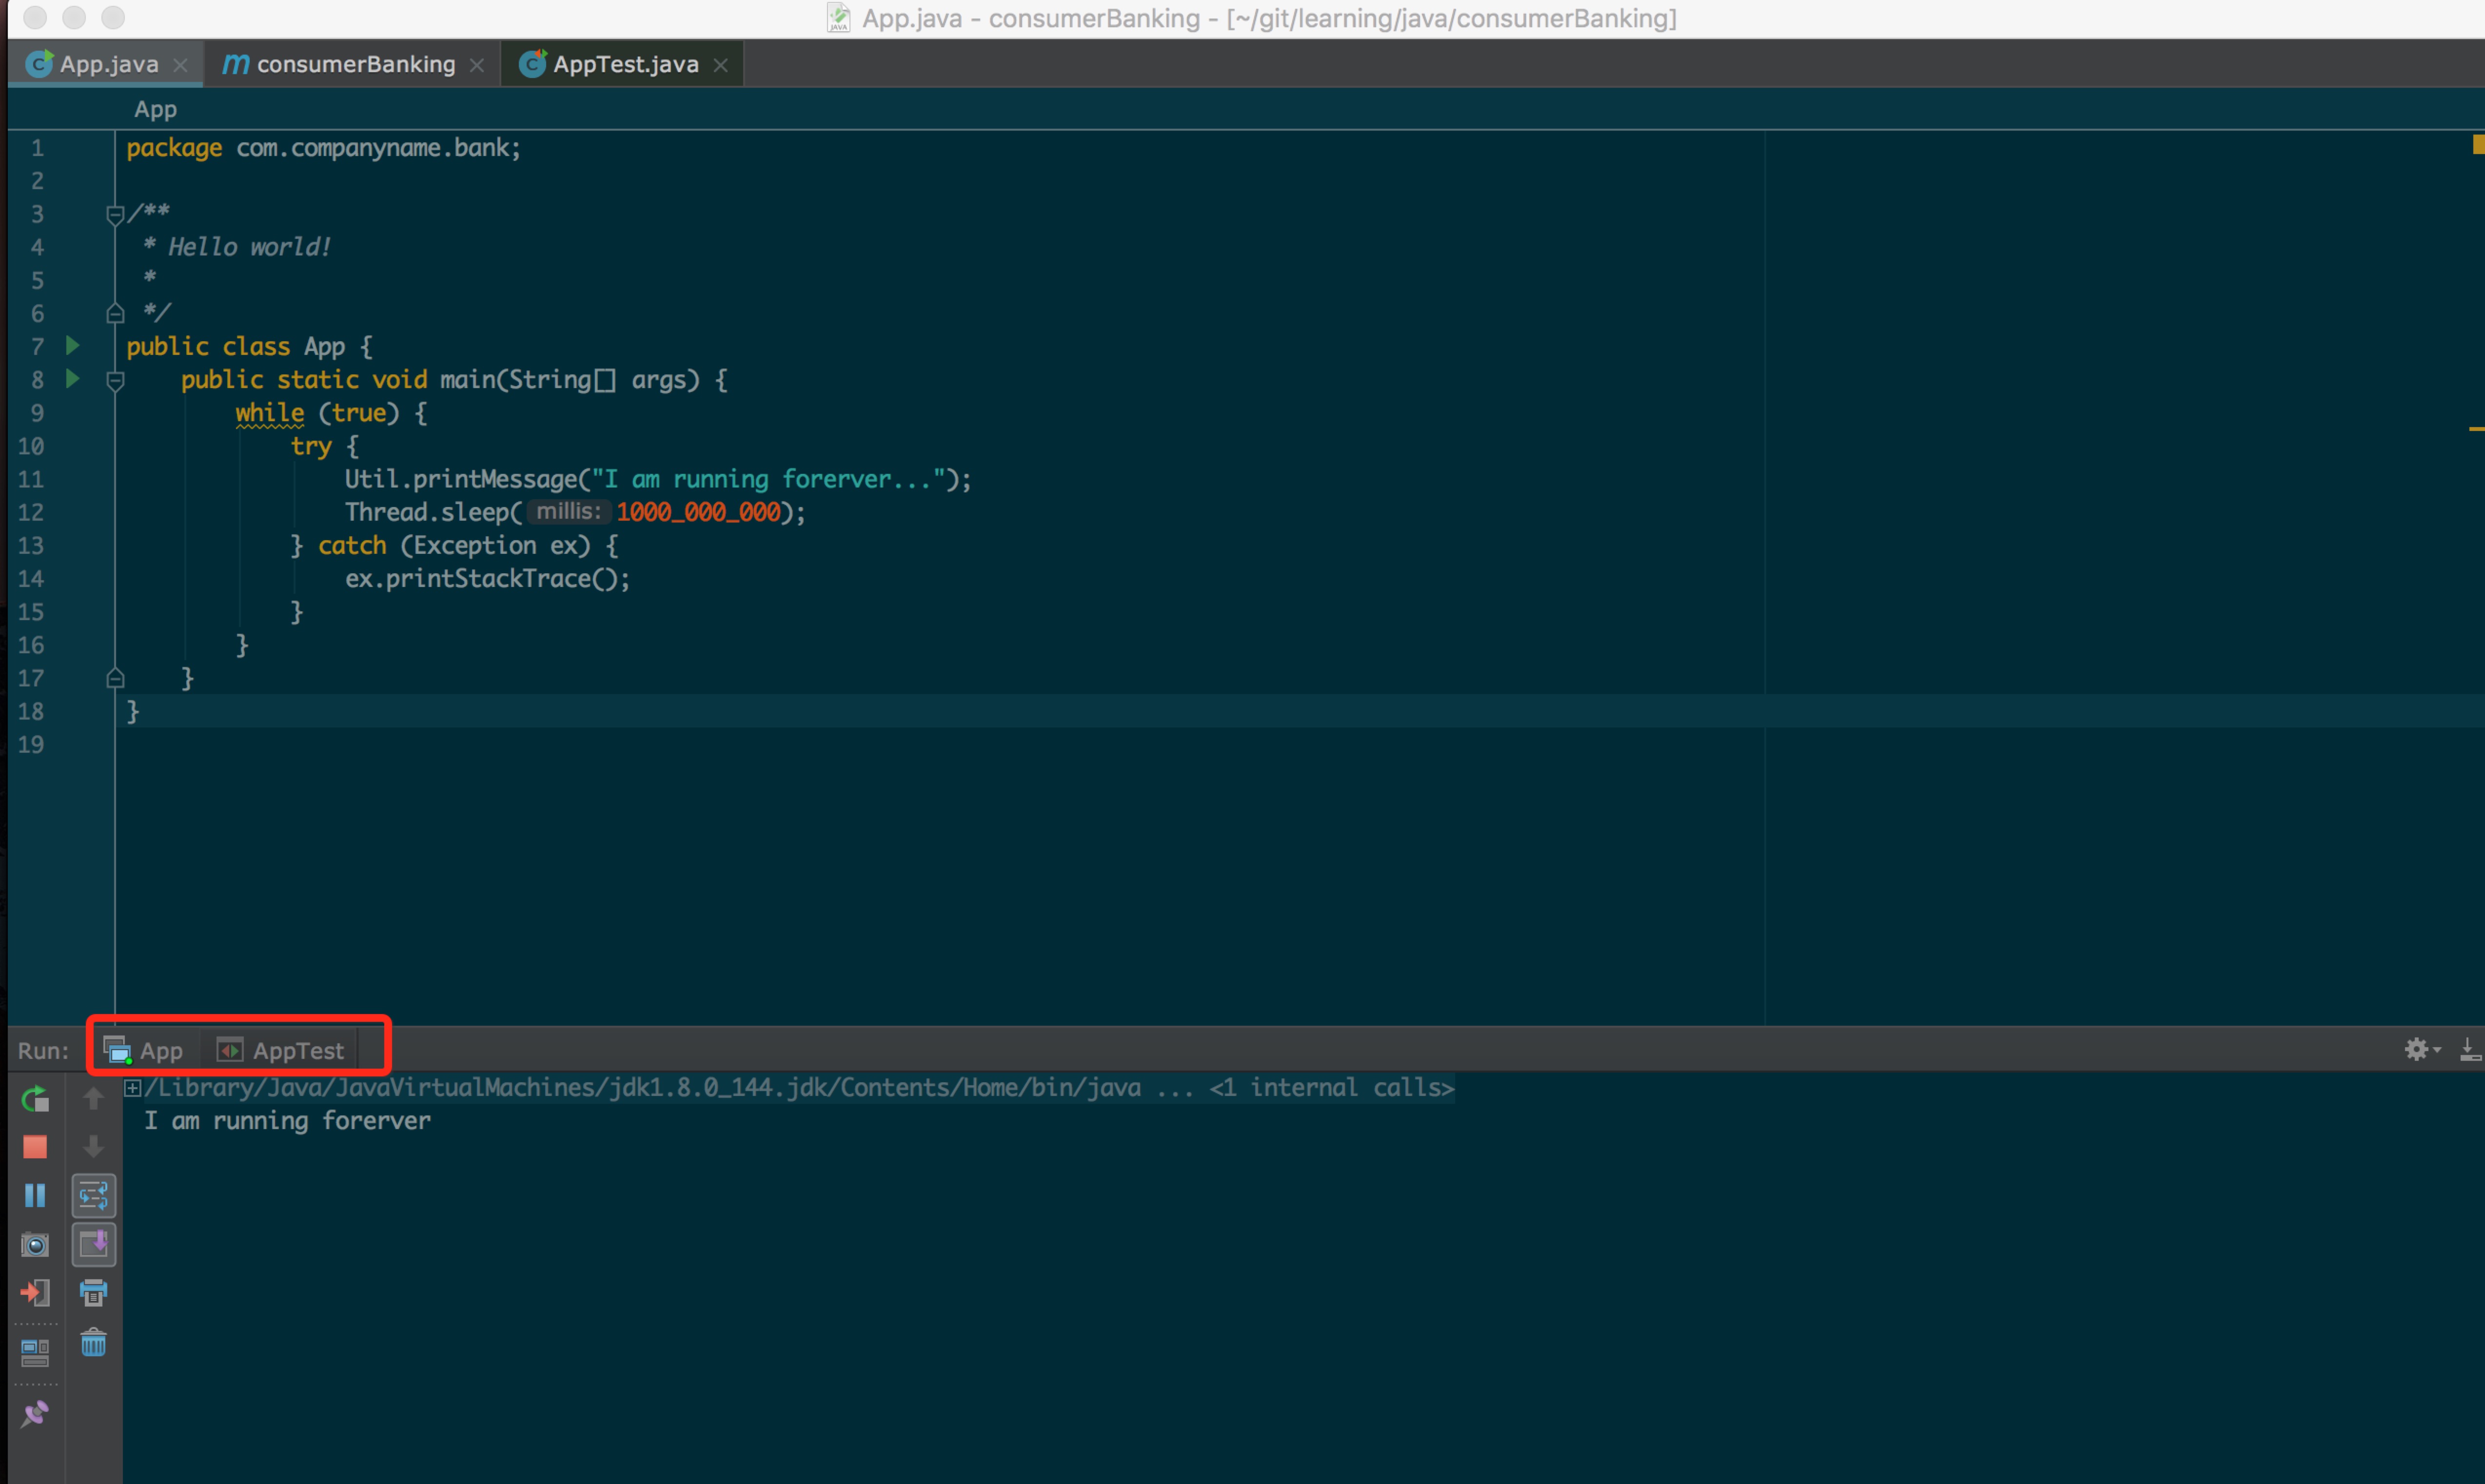 App.java - consumerBanking - [~/git/learning/java/consumerBanking]
App.java consumerBanking AppTest.java
App
1 package com.companyname.bank;
2
3 /**
4 * Hello world!
5 *
6 */
7 public class App {
8 public static void main(String[] args) {
9 while (true) {
10 try {
11 Util.printMessage("I am running forerver...");
12 Thread.sleep( millis: 1000_000_000);
13 } catch (Exception ex) {
14 ex.printStackTrace();
15 }
16 }
17 }
18 }
19
Run: App AppTest
/Library/Java/JavaVirtualMachines/jdk1.8.0_144.jdk/Contents/Home/bin/java ... <1 internal calls>
I am running forerver